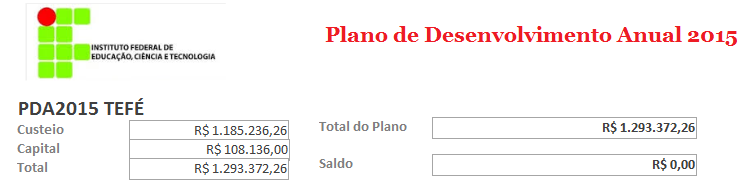 INSTITUTO FEDERAL DE
EDUCAÇÃO, CIÊNCIA E TECNOLOGIA
Plano de Desenvolvimento Anual 2015
PDA2015 TEFÉ
Custeio R$ 1.185.236,26
Capital R$ 108.136,00
Total R$ 1.293.372,26
Total do Plano R$ 1.293.372,26
Saldo R$ 0,00